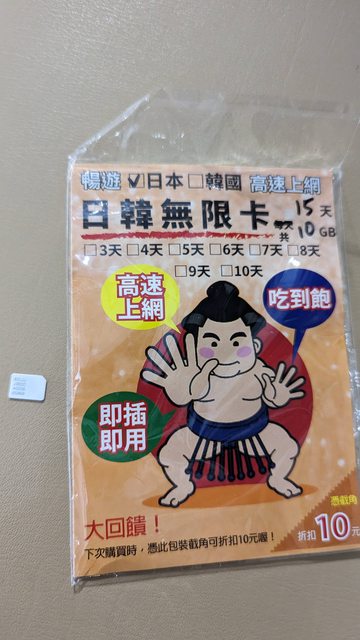 暢遊 ☑日本 □韓國 高速上網
日韓無限卡 15天
共10GB
□3天 □4天 □5天 □6天 □7天 □8天
□9天 □10天
高速
上網
吃到飽
即插
即用
憑截角
折扣10元
大回饋！
下次購買時，憑此包裝截角可折扣10元喔！